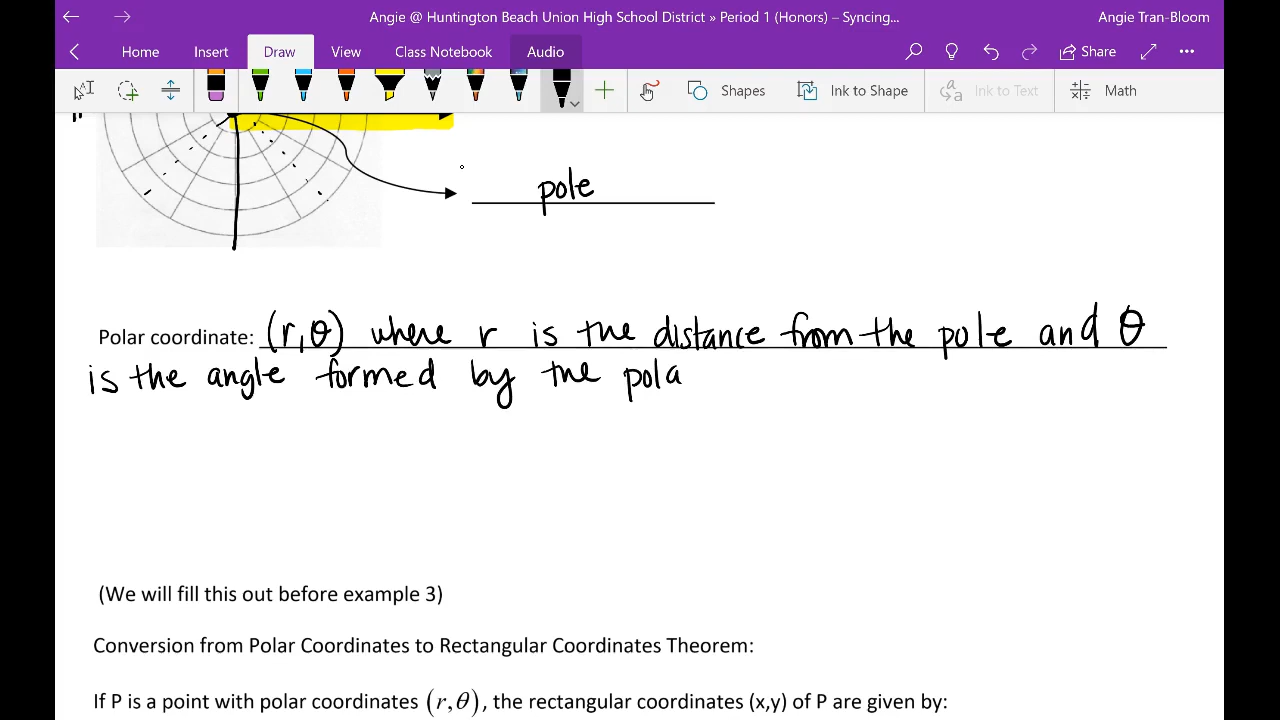 Angie @ Huntington Beach Union High School District » Period 1 (Honors) – Syncing...
Angie Tran-Bloom
Home Insert Draw View Class Notebook Audio Share
Shapes Ink to Shape Ink to Text Math
pole
Polar coordinate: (r, θ) where r is the distance from the pole and θ
is the angle formed by the pola
(We will fill this out before example 3)
Conversion from Polar Coordinates to Rectangular Coordinates Theorem:
If P is a point with polar coordinates (r, θ), the rectangular coordinates (x,y) of P are given by: